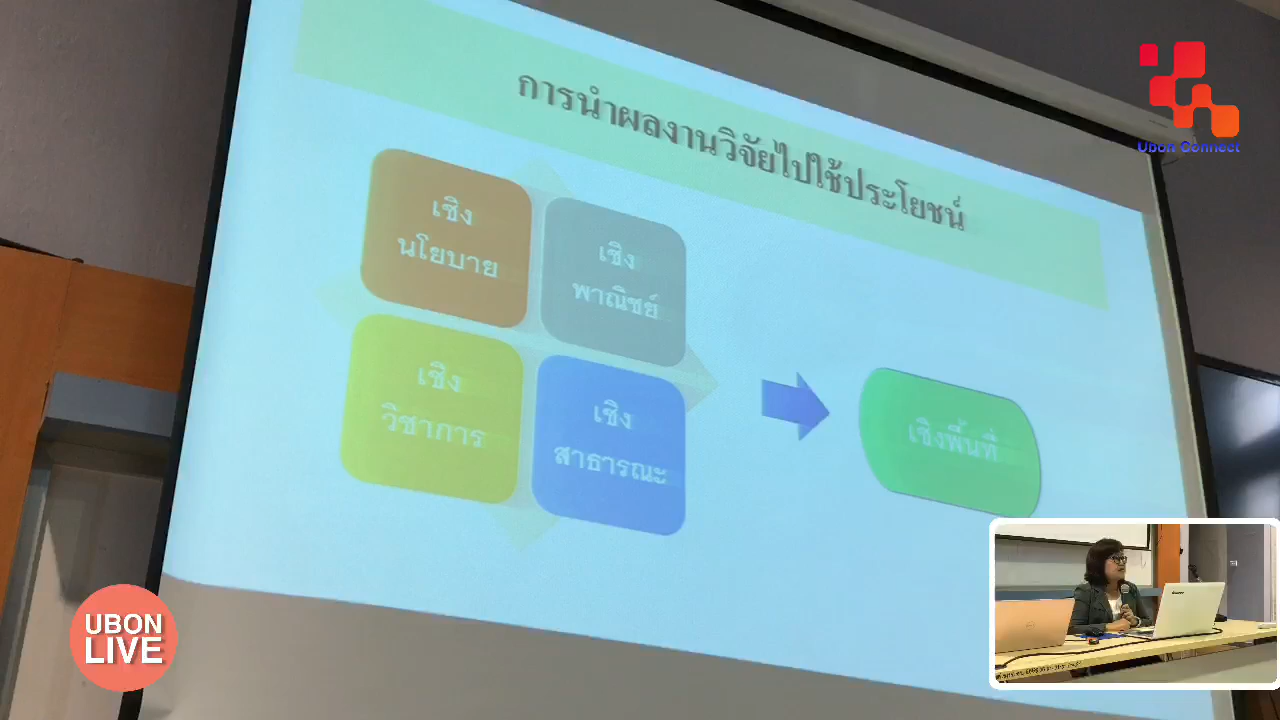 การนำผลงานวิจัยไปใช้ประโยชน์
เชิง
นโยบาย
เชิง
พาณิชย์
เชิง
วิชาการ
เชิง
สาธารณะ
เชิงพื้นที่
Ubon Connect
UBON
LIVE